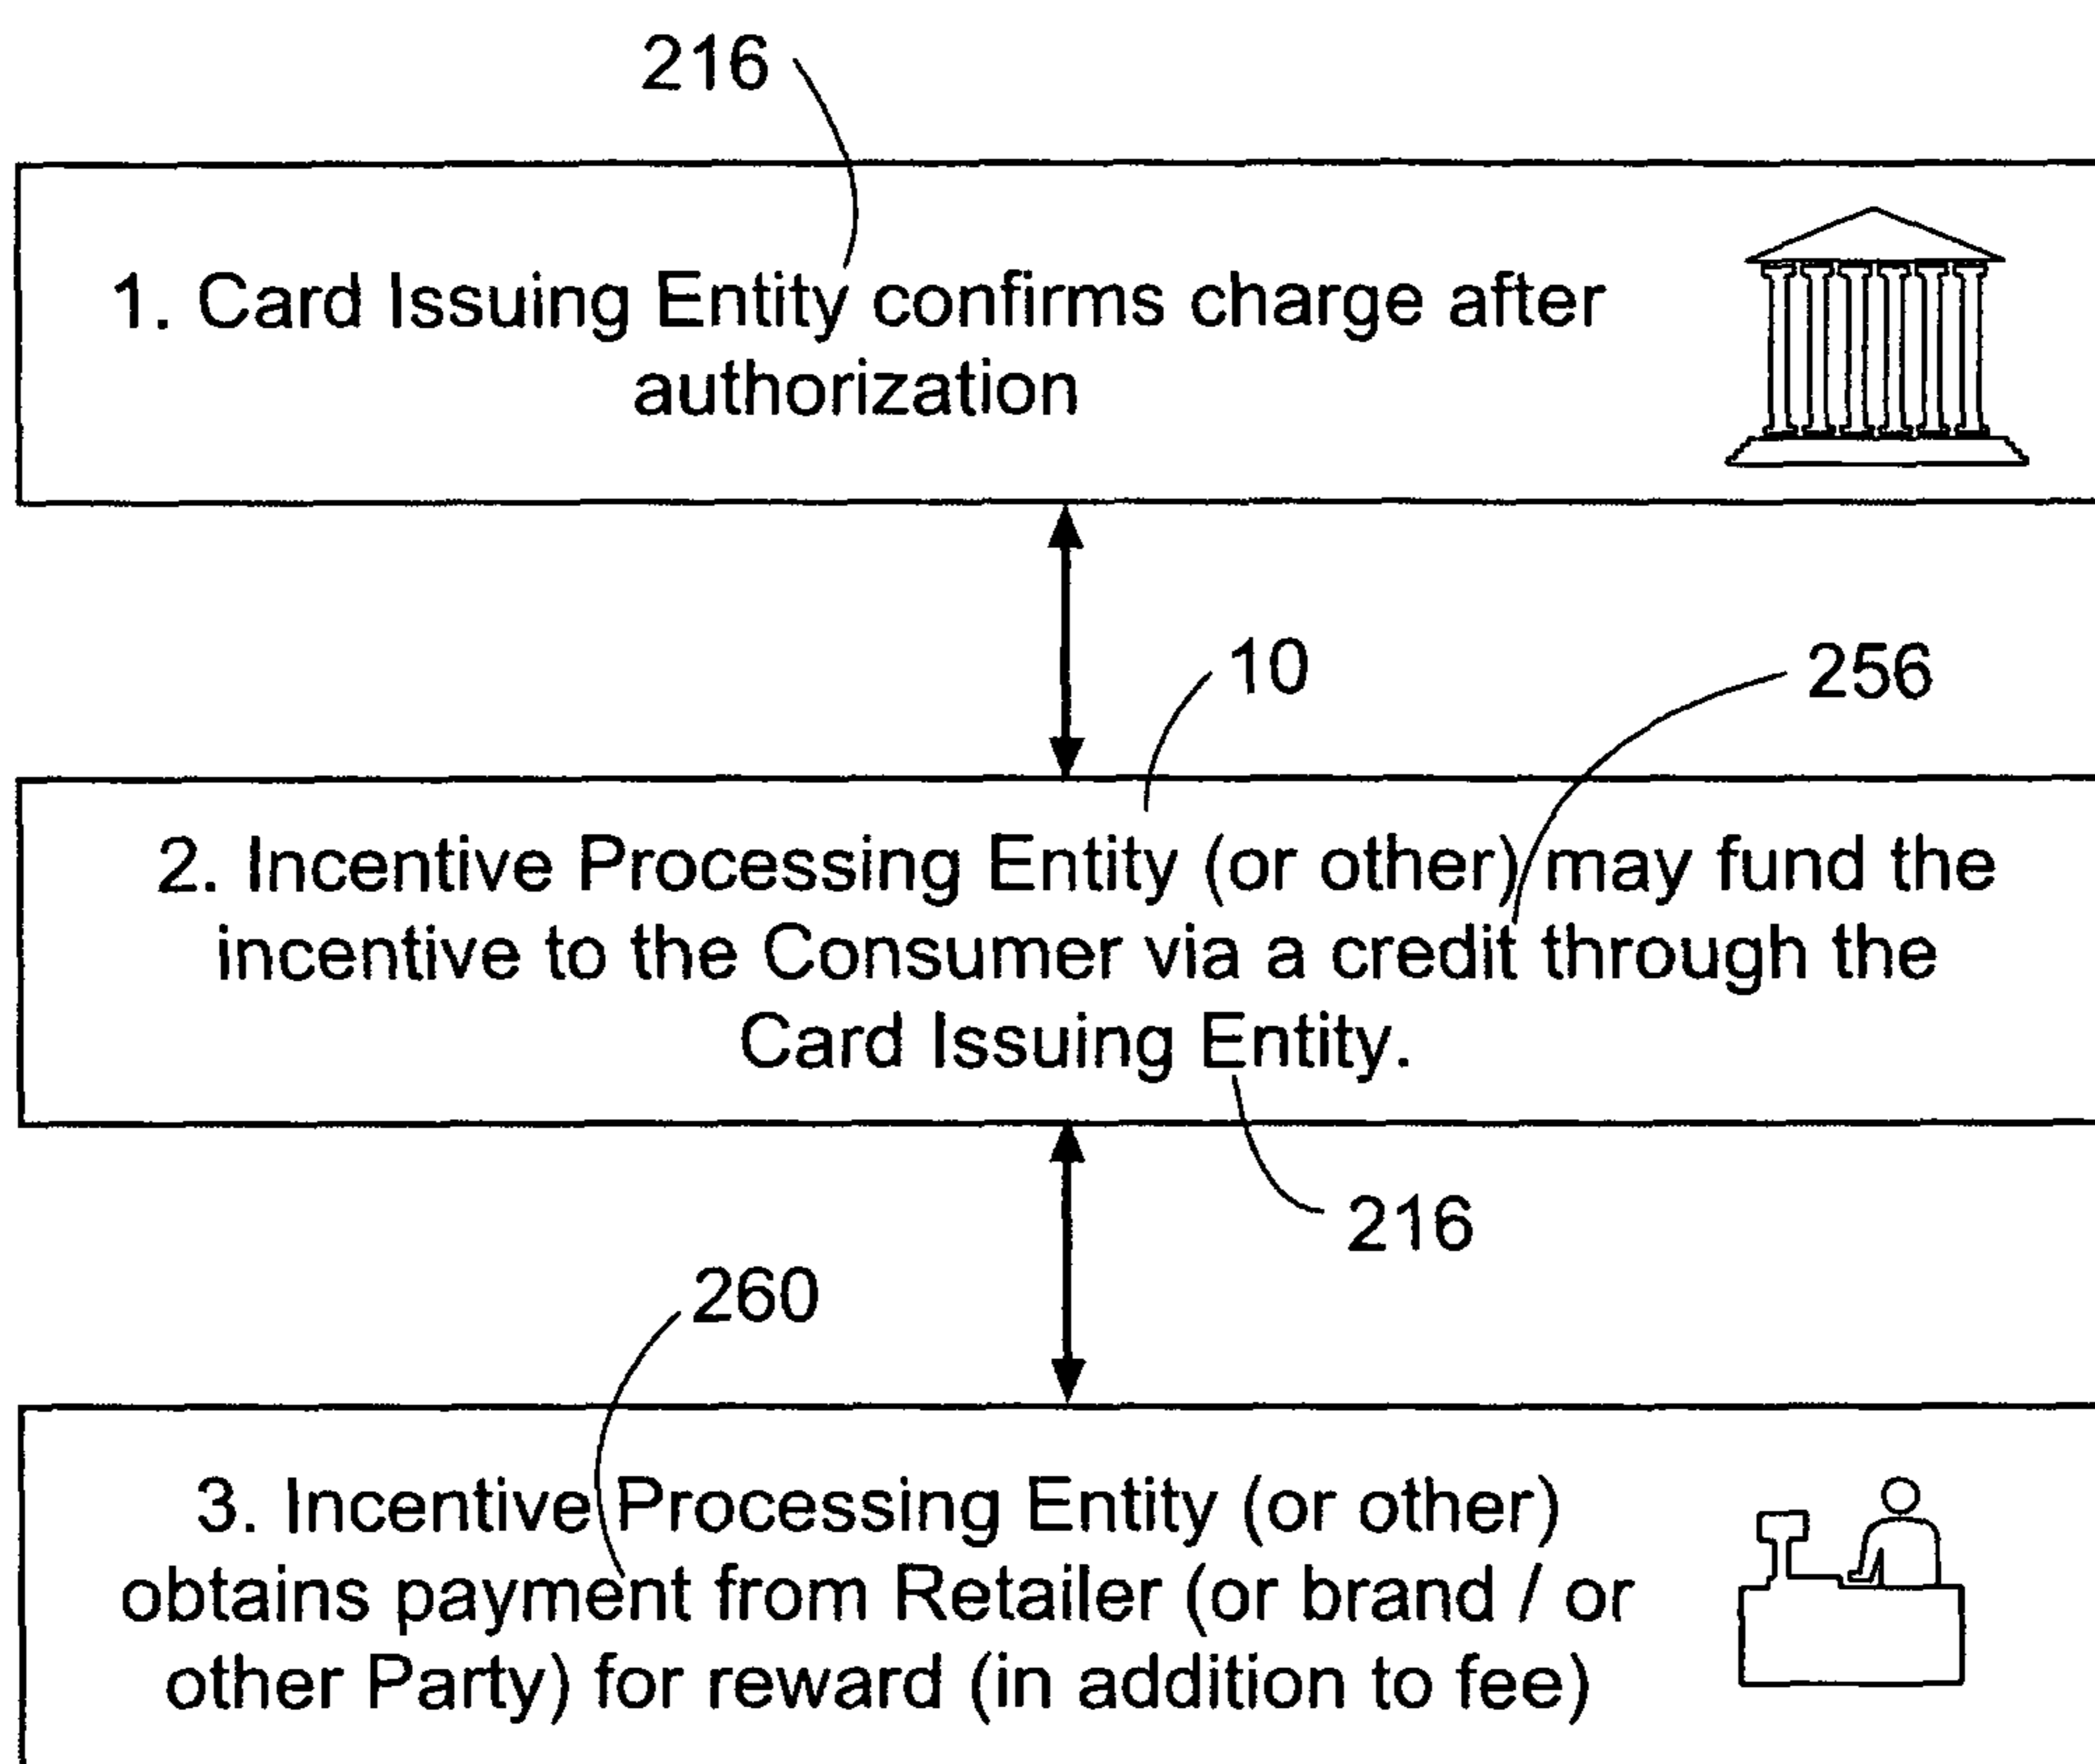 216
1. Card Issuing Entity confirms charge after
authorization
10
256
2. Incentive Processing Entity (or other) may fund the
incentive to the Consumer via a credit through the
Card Issuing Entity.
216
260
3. Incentive Processing Entity (or other)
obtains payment from Retailer (or brand / or
other Party) for reward (in addition to fee)